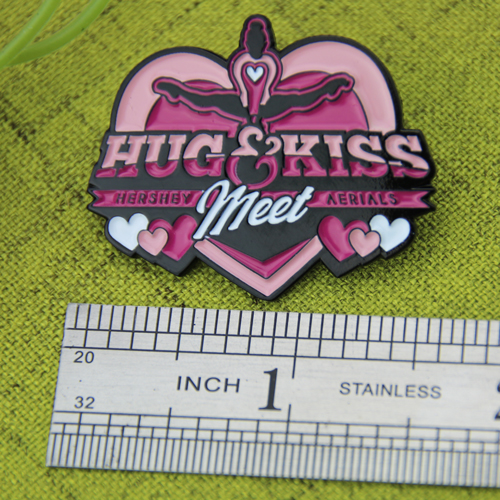 HUG & KISS
HERSHEY Meet AERIALS
20
INCH 1 STAINLESS
32